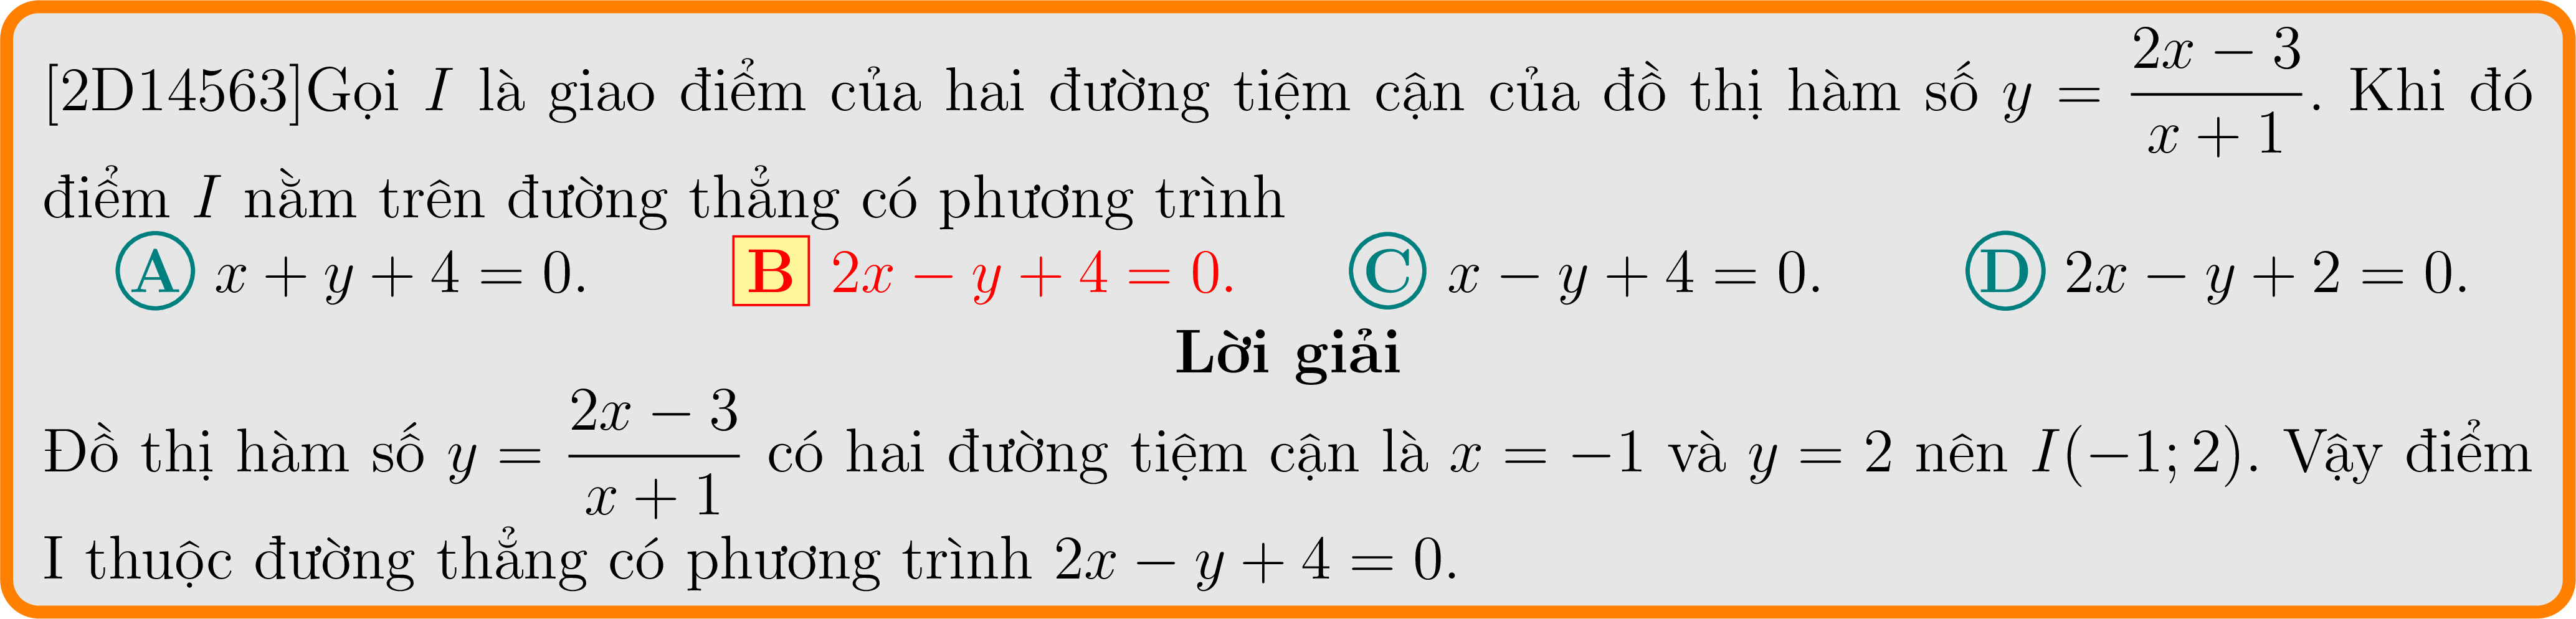 [2D14563]Gọi I là giao điểm của hai đường tiệm cận của đồ thị hàm số y = \frac{2x − 3}{x + 1}. Khi đó
điểm I nằm trên đường thẳng có phương trình
A x + y + 4 = 0. B 2x − y + 4 = 0. C x − y + 4 = 0. D 2x − y + 2 = 0.
Lời giải
Đồ thị hàm số y = \frac{2x − 3}{x + 1} có hai đường tiệm cận là x = −1 và y = 2 nên I(−1; 2). Vậy điểm
I thuộc đường thẳng có phương trình 2x − y + 4 = 0.